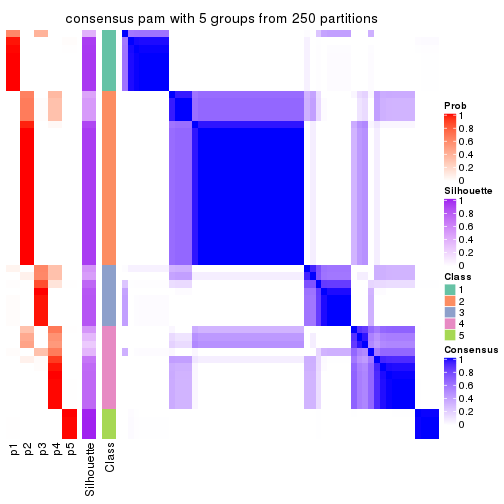 consensus pam with 5 groups from 250 partitions
Prob
1
0.8
0.6
0.4
0.2
0
Silhouette
1
0.8
0.6
0.4
0.2
0
Class
1
2
3
4
5
Consensus
1
0.8
0.6
0.4
0.2
0
p1
p2
p3
p4
p5
Silhouette
Class